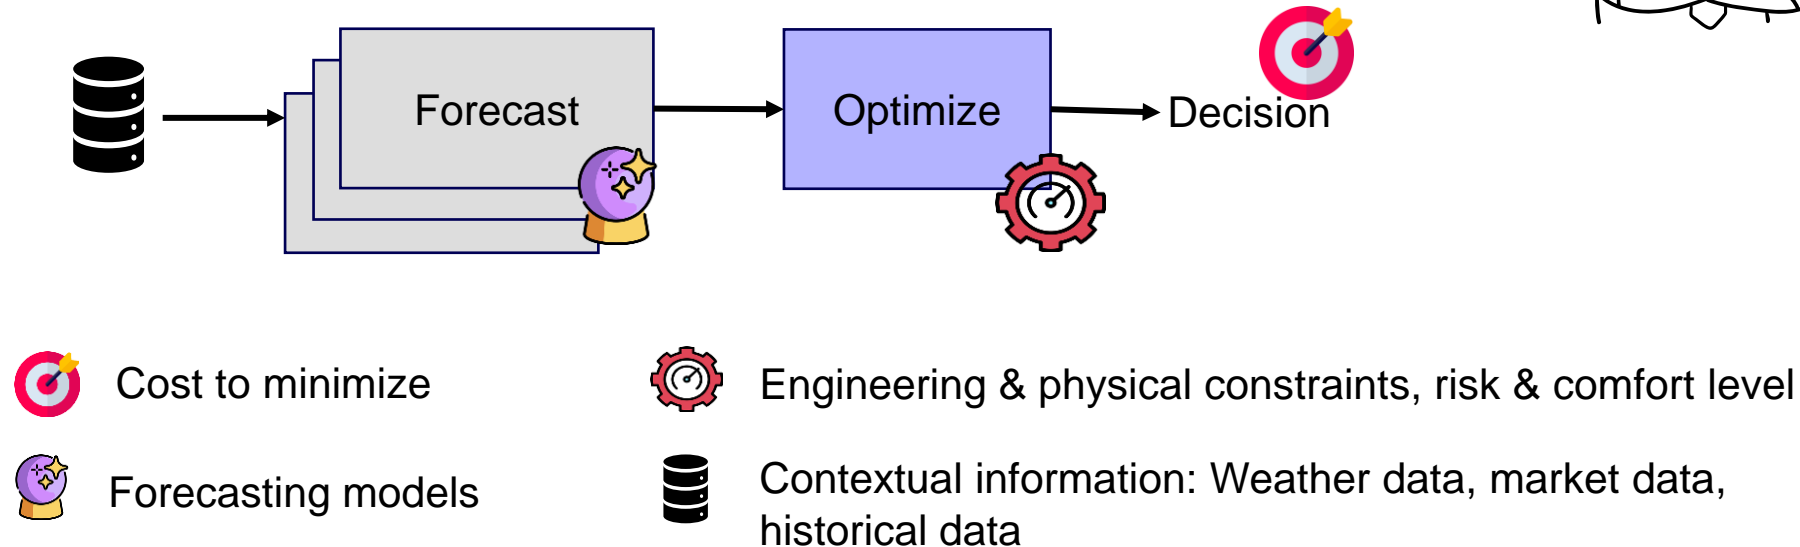 Forecast
Optimize
Decision
Cost to minimize
Engineering & physical constraints, risk & comfort level
Forecasting models
Contextual information: Weather data, market data,
historical data